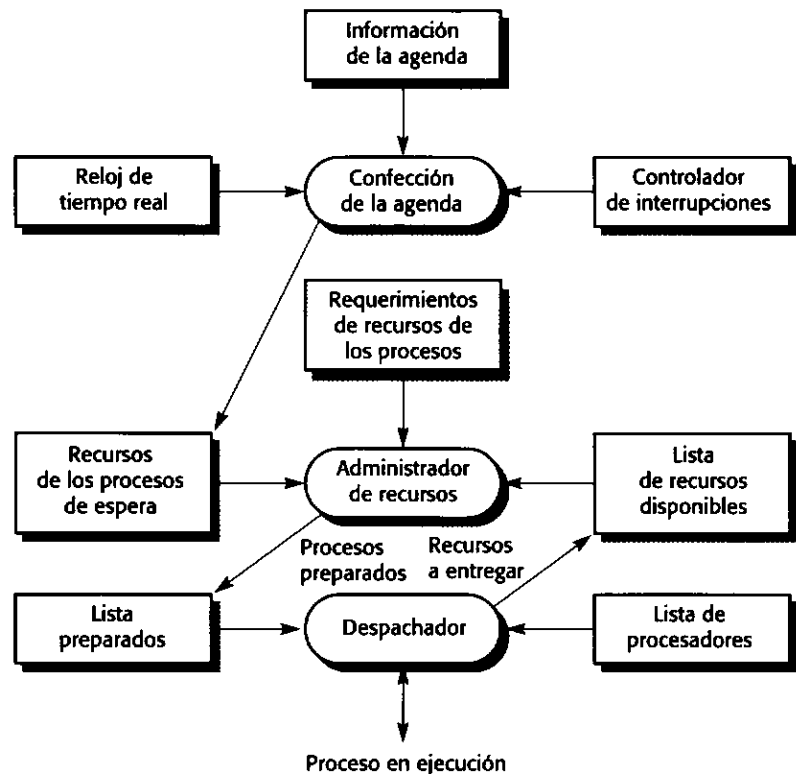 Información
de la agenda
Reloj de
tiempo real
Confección
de la agenda
Controlador
de interrupciones
Requerimientos
de recursos de
los procesos
Recursos
de los procesos
de espera
Administrador
de recursos
Lista
de recursos
disponibles
Procesos
preparados
Recursos
a entregar
Lista
preparados
Despachador
Lista de
procesadores
Proceso en ejecución